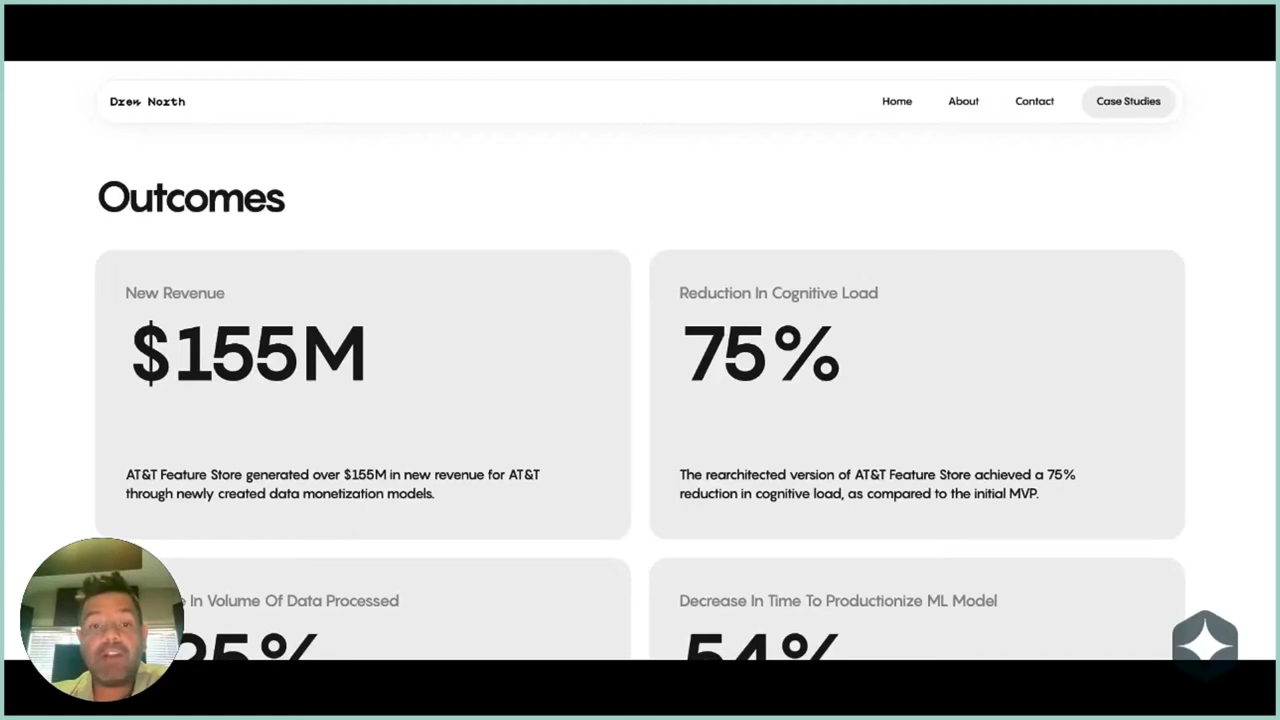 Drew North
Home
About
Contact
Case Studies
Outcomes
New Revenue
$155M
AT&T Feature Store generated over $155M in new revenue for AT&T
through newly created data monetization models.
Reduction In Cognitive Load
75%
The rearchitected version of AT&T Feature Store achieved a 75%
reduction in cognitive load, as compared to the initial MVP.
In Volume Of Data Processed
Decrease In Time To Productionize ML Model
54%